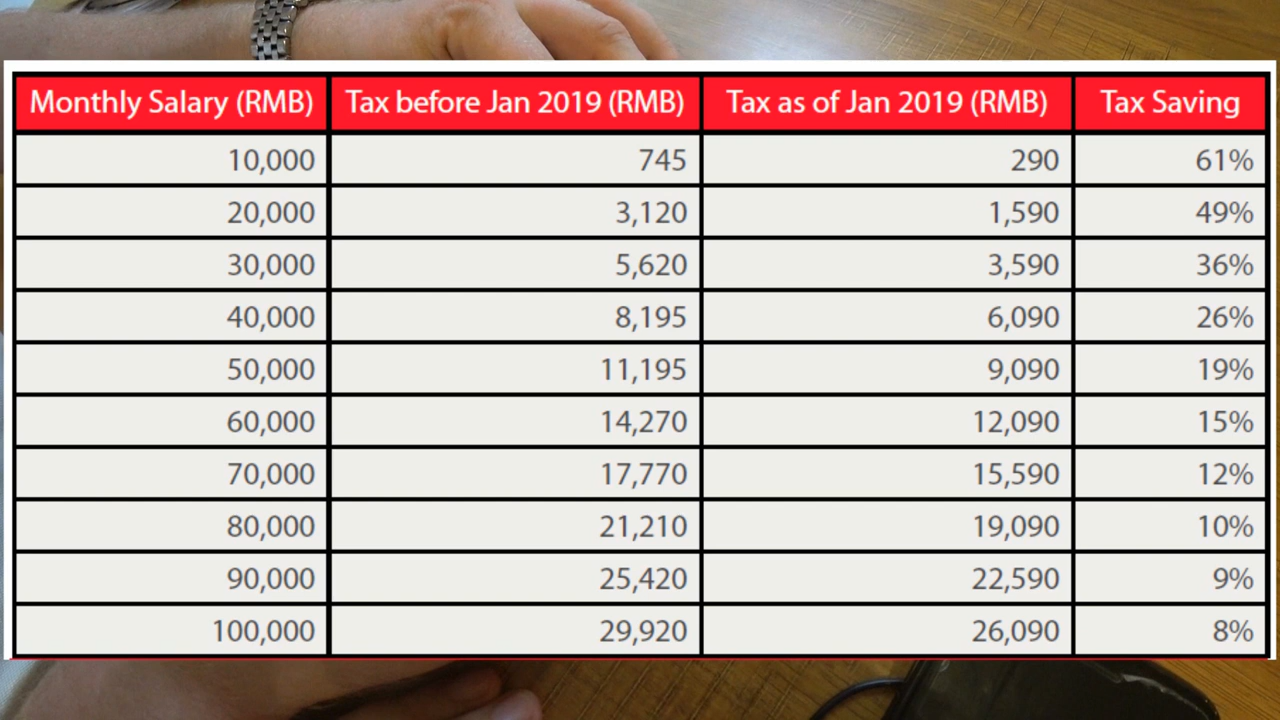 Monthly Salary (RMB) Tax before Jan 2019 (RMB) Tax as of Jan 2019 (RMB) Tax Saving
10,000 745 290 61%
20,000 3,120 1,590 49%
30,000 5,620 3,590 36%
40,000 8,195 6,090 26%
50,000 11,195 9,090 19%
60,000 14,270 12,090 15%
70,000 17,770 15,590 12%
80,000 21,210 19,090 10%
90,000 25,420 22,590 9%
100,000 29,920 26,090 8%